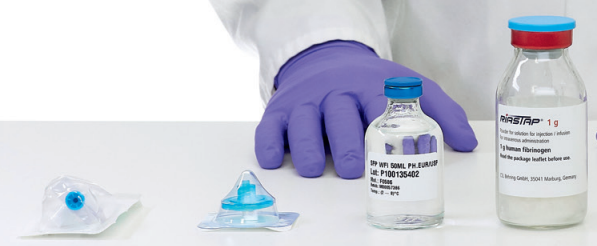 SPP WFI 50ML PH.EUR/USP
Lot: P100135402
RIASTAP® 1 g
Powder for solution for injection / infusion
for intravenous administration
1 g human fibrinogen
Read the package leaflet before use.
CSL Behring GmbH, 35041 Marburg, Germany